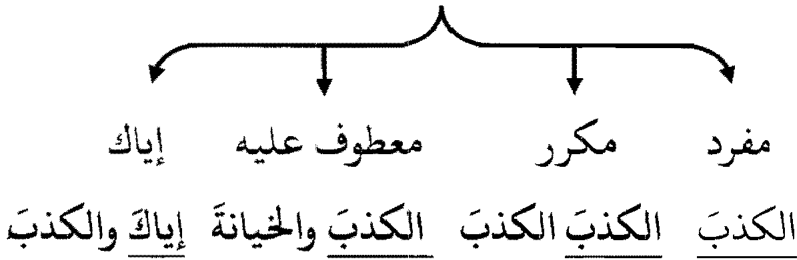 مفرد مكرر معطوف عليه إياك
الكذبَ الكذبَ الكذبَ الكذبَ والخيانةَ إياكَ والكذبَ